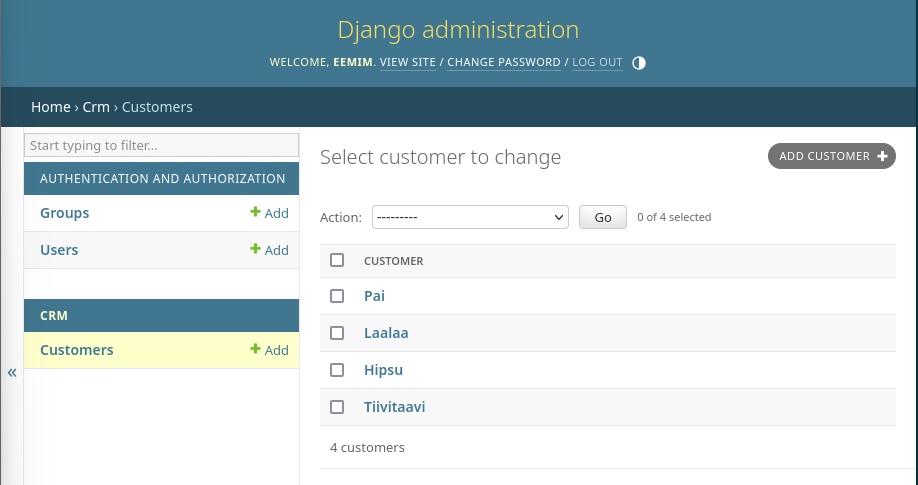 Django administration
WELCOME, EEMIM. VIEW SITE / CHANGE PASSWORD / LOG OUT
Home › Crm › Customers
Start typing to filter...
AUTHENTICATION AND AUTHORIZATION
Groups + Add
Users + Add
CRM
Customers + Add
«
Select customer to change
ADD CUSTOMER +
Action: --------- Go 0 of 4 selected
CUSTOMER
Pai
Laalaa
Hipsu
Tiivitaavi
4 customers